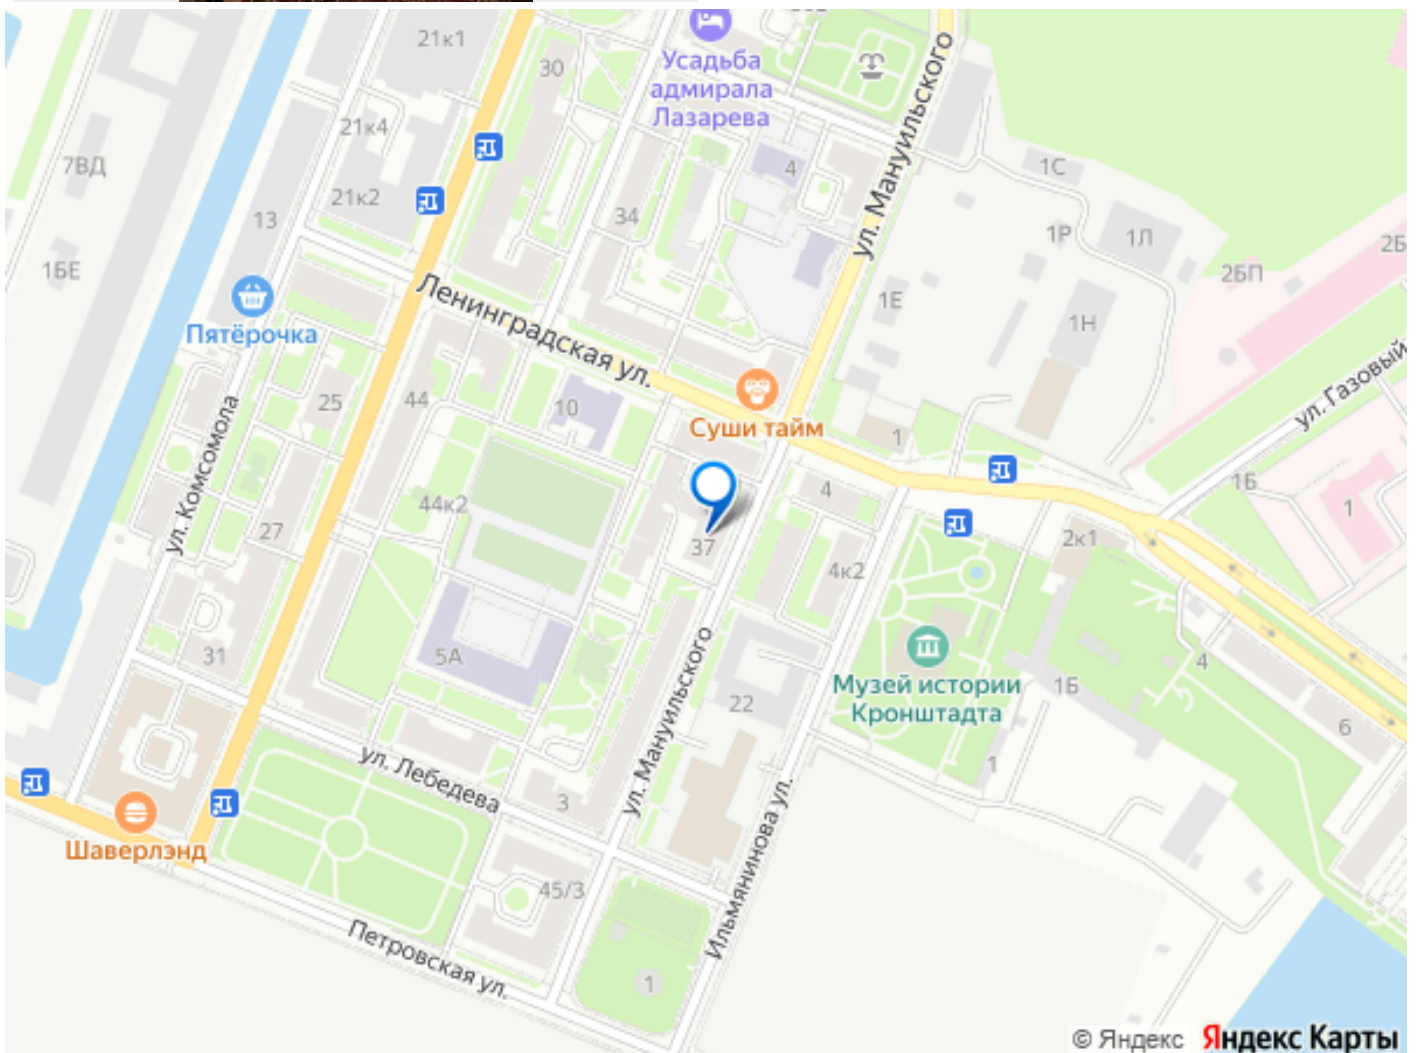 21к1
30
Усадьба
адмирала
Лазарева
ул. Мануильского
21к4
7ВД
4
1С
21к2
34
13
1Р
1Л
2Б
1БЕ
2БП
1Е
Ленинградская ул.
1Н
Пятёрочка
ул. Газовый
44
25
10
Суши тайм
1
ул. Комсомола
1Б
4
44к2
1
27
37
2к1
4к2
5А
31
ул. Мануильского
4
Музей истории
Кронштадта
1Б
22
6
ул. Лебедева
1
3
Ильмянинова ул.
Шаверлэнд
45/3
Петровская ул.
1
© Яндекс Яндекс Карты